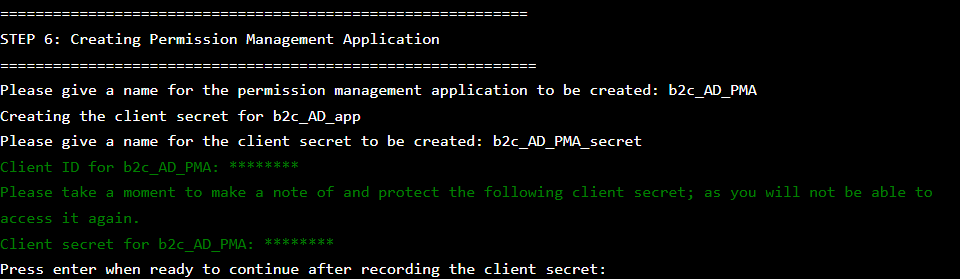 ============================================================
STEP 6: Creating Permission Management Application
=============================================================
Please give a name for the permission management application to be created: b2c_AD_PMA
Creating the client secret for b2c_AD_app
Please give a name for the client secret to be created: b2c_AD_PMA_secret
Client ID for b2c_AD_PMA: ********
Please take a moment to make a note of and protect the following client secret; as you will not be able to
access it again.
Client secret for b2c_AD_PMA: ********
Press enter when ready to continue after recording the client secret: